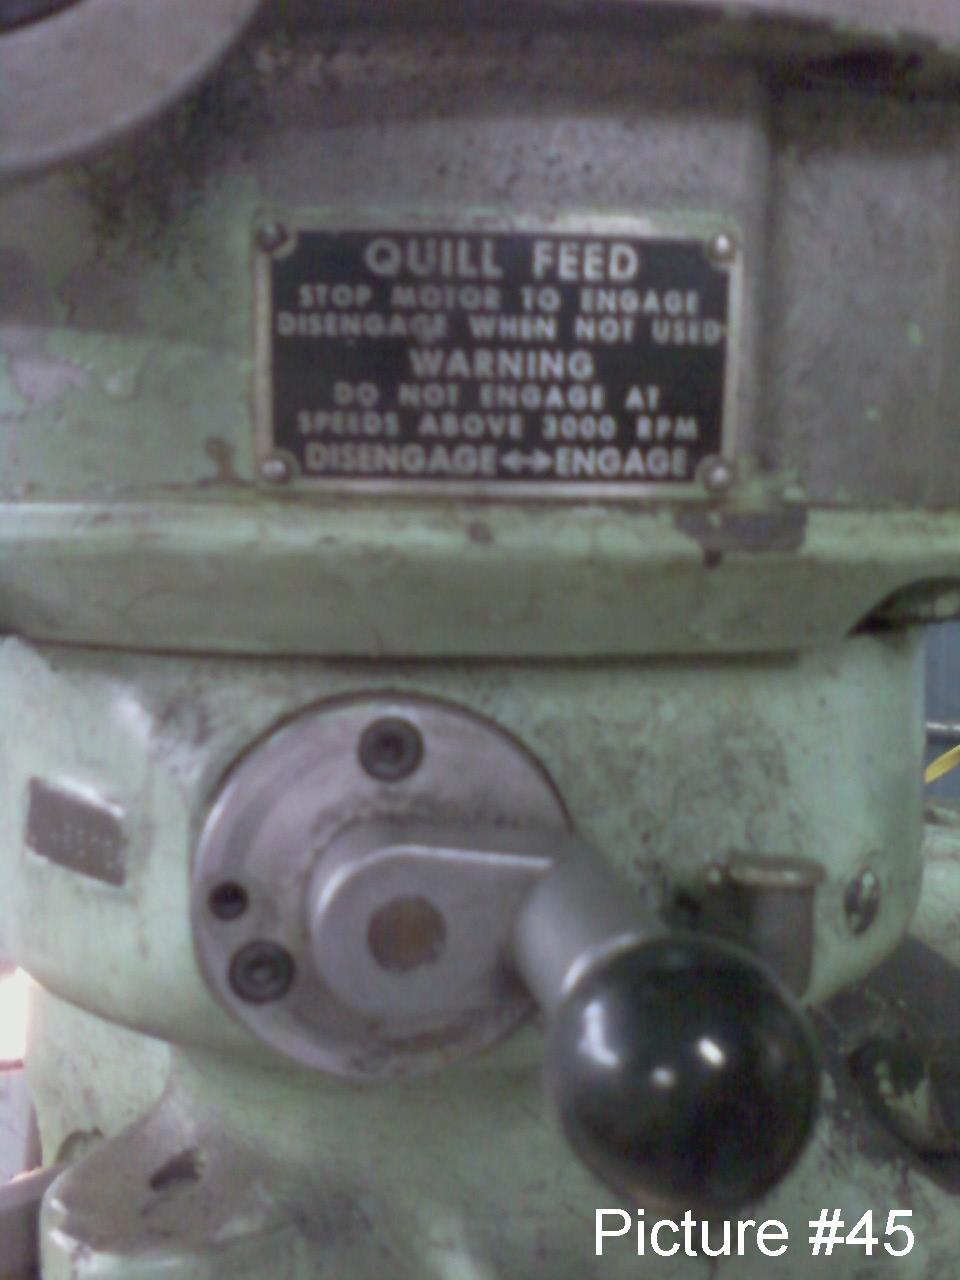 QUILL FEED
STOP MOTOR TO ENGAGE
DISENGAGE WHEN NOT USED
WARNING
DO NOT ENGAGE AT
SPEEDS ABOVE 3000 RPM
DISENGAGE ↔ ENGAGE
Picture #45